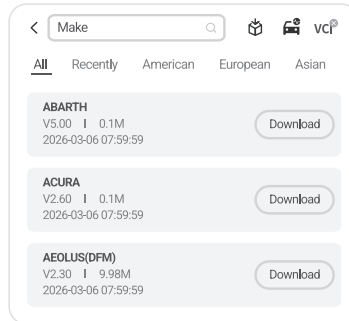 Make
VCI
All Recently American European Asian
ABARTH
V5.00 | 0.1M
2026-03-06 07:59:59
Download
ACURA
V2.60 | 0.1M
2026-03-06 07:59:59
Download
AEOLUS(DFM)
V2.30 | 9.98M
2026-03-06 07:59:59
Download